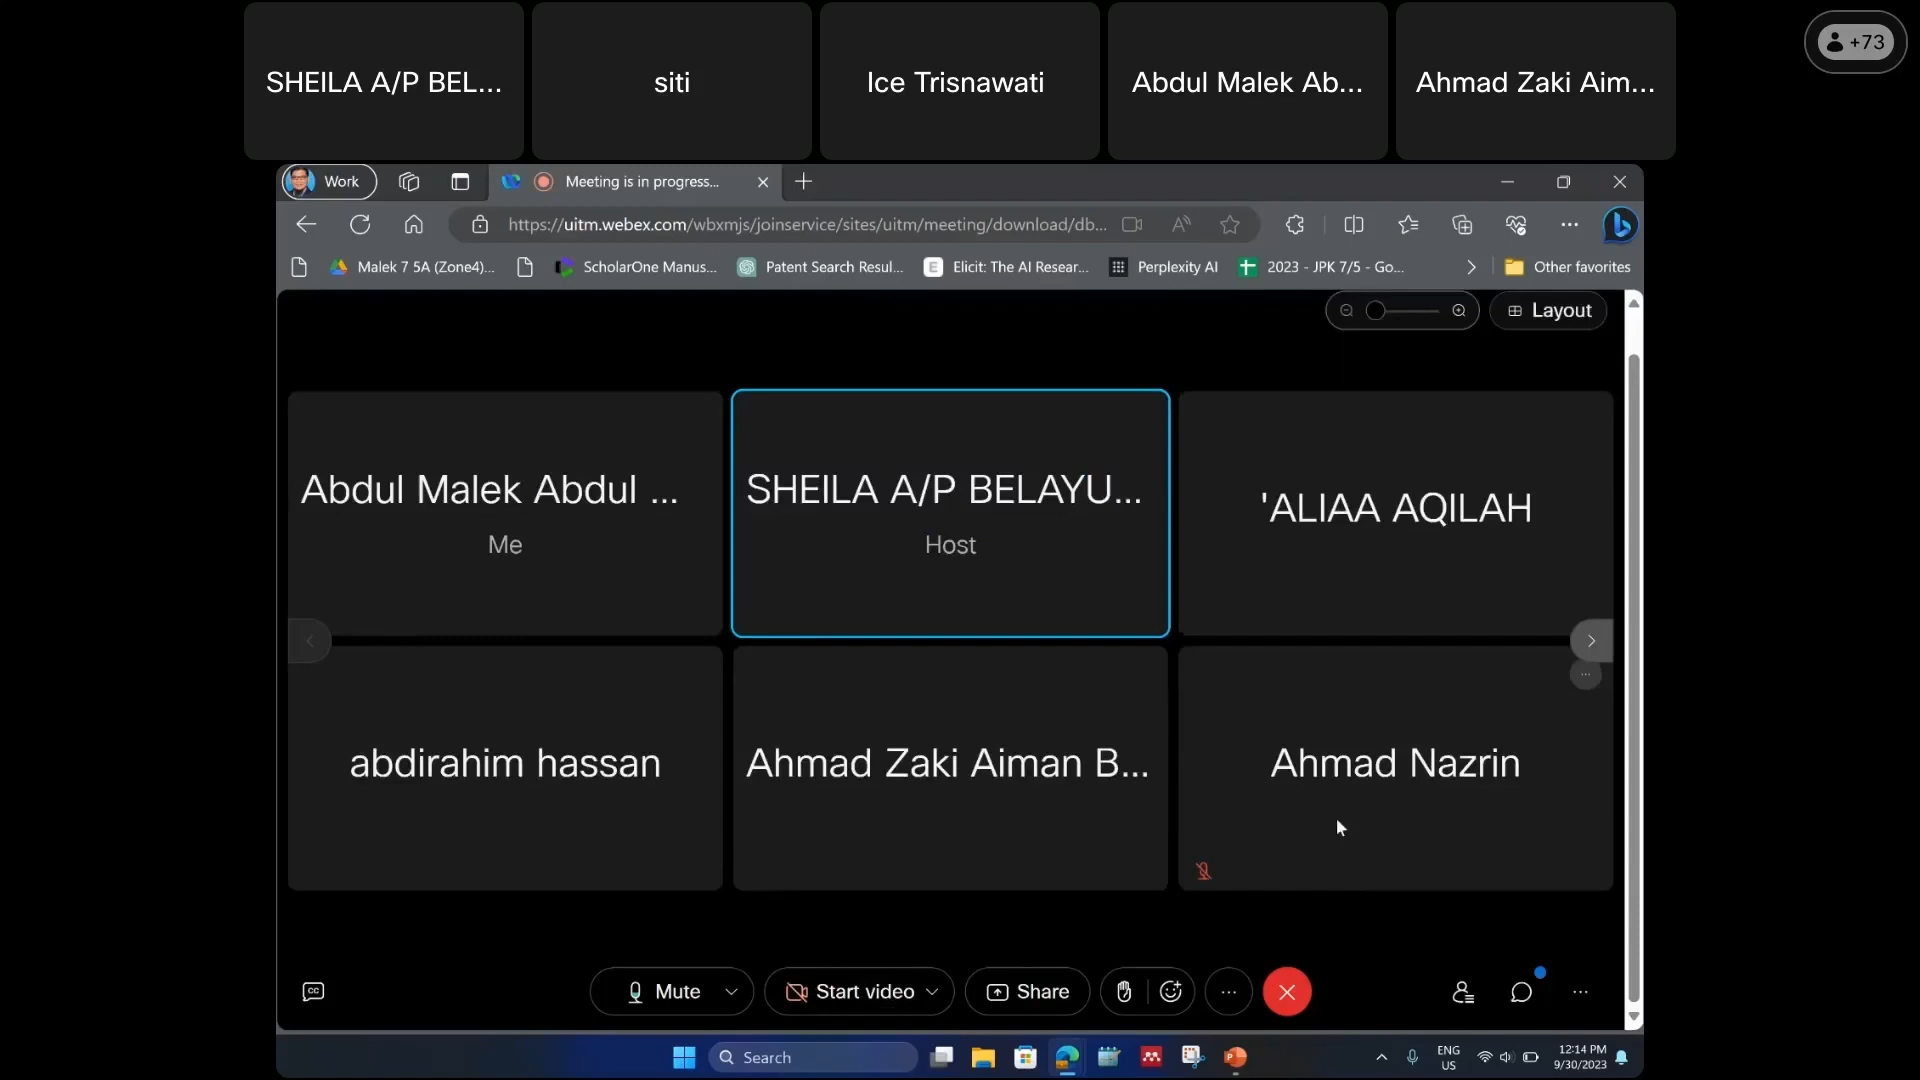 SHEILA A/P BEL...
siti
Ice Trisnawati
Abdul Malek Ab...
Ahmad Zaki Aim...
+73
Work
Meeting is in progress...
https://uitm.webex.com/wbxmjs/joinservice/sites/uitm/meeting/download/db...
Malek 7 5A (Zone4)...
ScholarOne Manus...
Patent Search Resul...
E
Elicit: The AI Resear...
Perplexity AI
2023 - JPK 7/5 - Go...
Other favorites
Layout
Abdul Malek Abdul ...
Me
SHEILA A/P BELAYU...
Host
'ALIAA AQILAH
abdirahim hassan
Ahmad Zaki Aiman B...
Ahmad Nazrin
CC
Mute
Start video
Share
Search
ENG
US
12:14 PM
9/30/2023